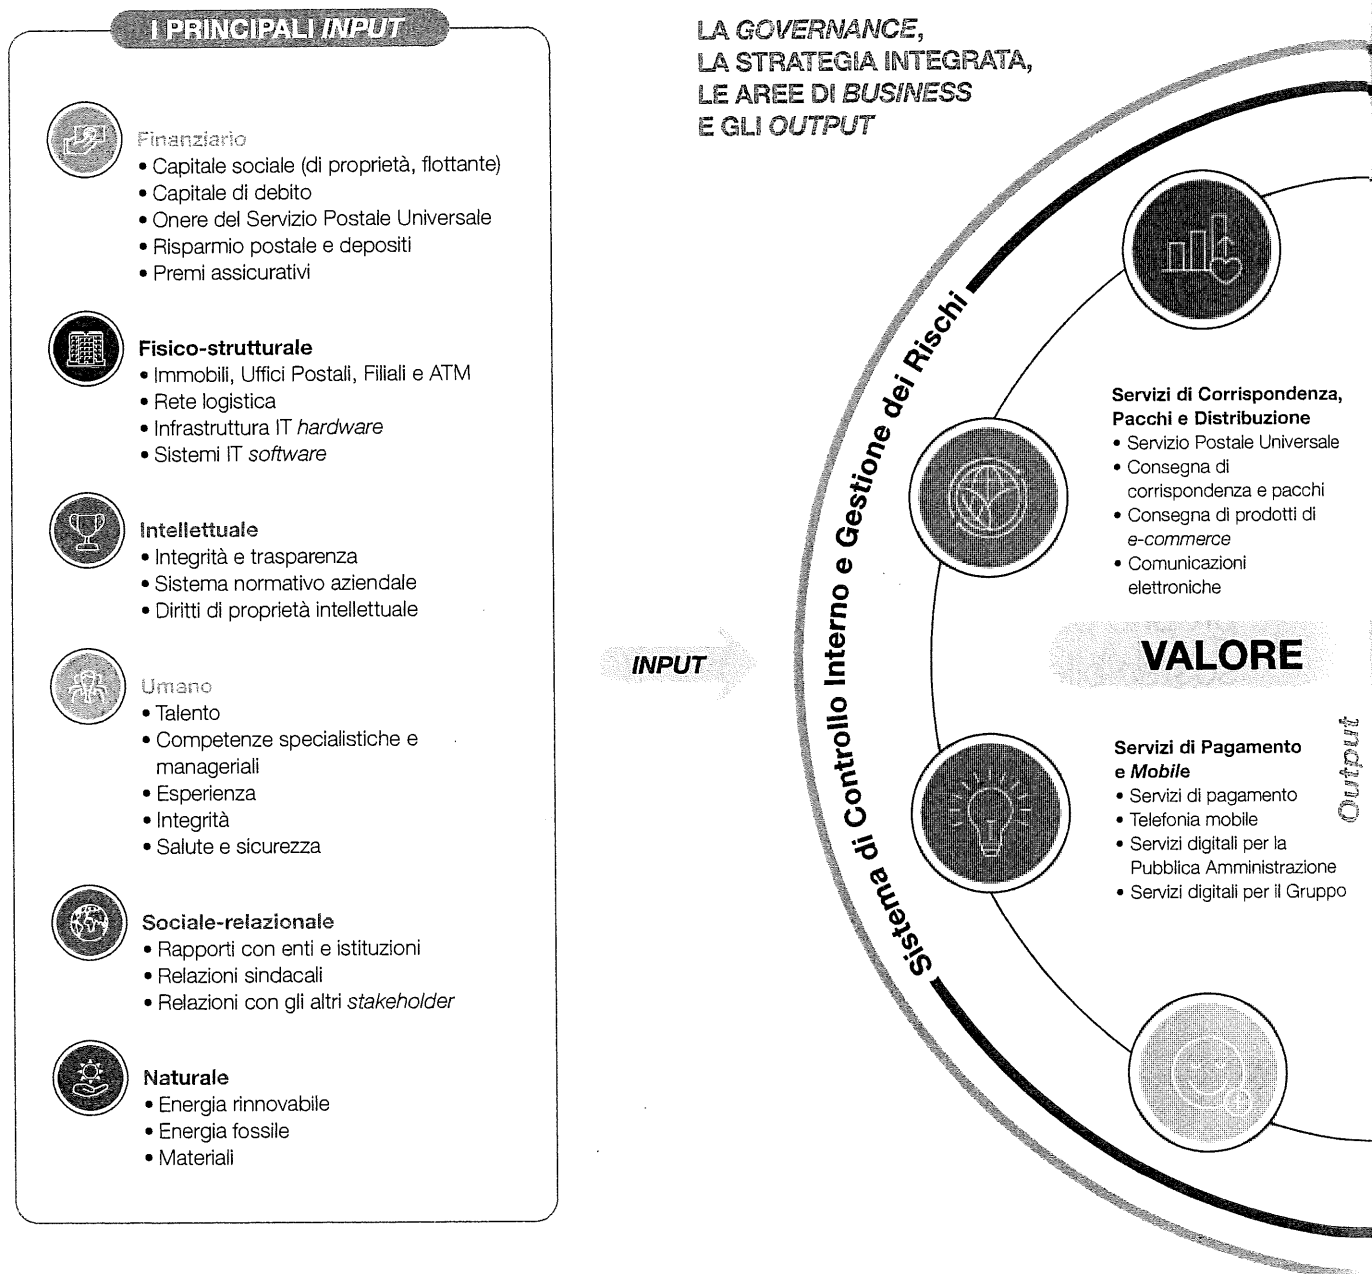 I PRINCIPALI INPUT
Finanziario
• Capitale sociale (di proprietà, flottante)
• Capitale di debito
• Onere del Servizio Postale Universale
• Risparmio postale e depositi
• Premi assicurativi
Fisico-strutturale
• Immobili, Uffici Postali, Filiali e ATM
• Rete logistica
• Infrastruttura IT hardware
• Sistemi IT software
Intellettuale
• Integrità e trasparenza
• Sistema normativo aziendale
• Diritti di proprietà intellettuale
Umano
• Talento
• Competenze specialistiche e
manageriali
• Esperienza
• Integrità
• Salute e sicurezza
Sociale-relazionale
• Rapporti con enti e istituzioni
• Relazioni sindacali
• Relazioni con gli altri stakeholder
Naturale
• Energia rinnovabile
• Energia fossile
• Materiali
INPUT
LA GOVERNANCE,
LA STRATEGIA INTEGRATA,
LE AREE DI BUSINESS
E GLI OUTPUT
Sistema di Controllo Interno e Gestione dei Rischi
Servizi di Corrispondenza,
Pacchi e Distribuzione
• Servizio Postale Universale
• Consegna di
corrispondenza e pacchi
• Consegna di prodotti di
e-commerce
• Comunicazioni
elettroniche
VALORE
Output
Servizi di Pagamento
e Mobile
• Servizi di pagamento
• Telefonia mobile
• Servizi digitali per la
Pubblica Amministrazione
• Servizi digitali per il Gruppo